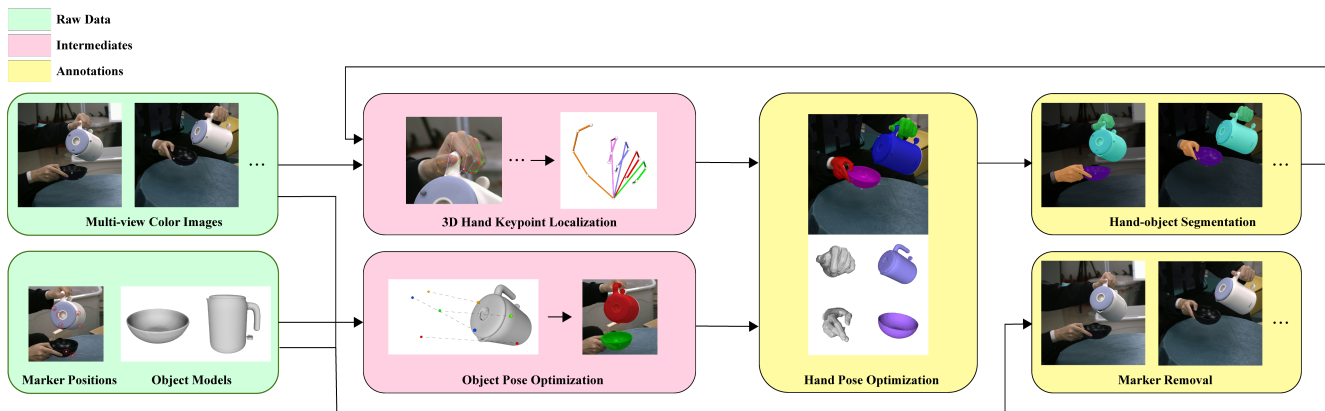 Raw Data
Intermediates
Annotations
...
Multi-view Color Images
...
3D Hand Keypoint Localization
Hand Pose Optimization
...
Hand-object Segmentation
Marker Positions
Object Models
Object Pose Optimization
...
Marker Removal